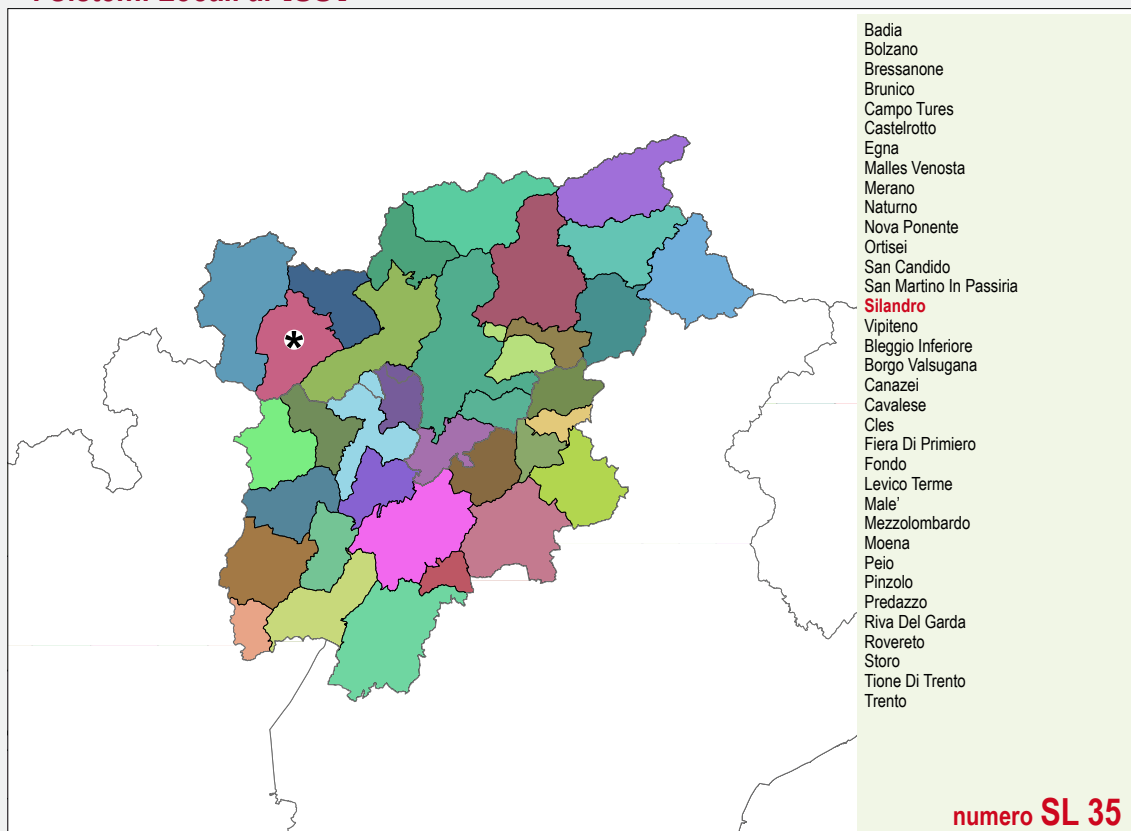 Badia
Bolzano
Bressanone
Brunico
Campo Tures
Castelrotto
Egna
Malles Venosta
Merano
Naturno
Nova Ponente
Ortisei
San Candido
San Martino In Passiria
Silandro
Vipiteno
Bleggio Inferiore
Borgo Valsugana
Canazei
Cavalese
Cles
Fiera Di Primiero
Fondo
Levico Terme
Male'
Mezzolombardo
Moena
Peio
Pinzolo
Predazzo
Riva Del Garda
Rovereto
Storo
Tione Di Trento
Trento
numero SL 35